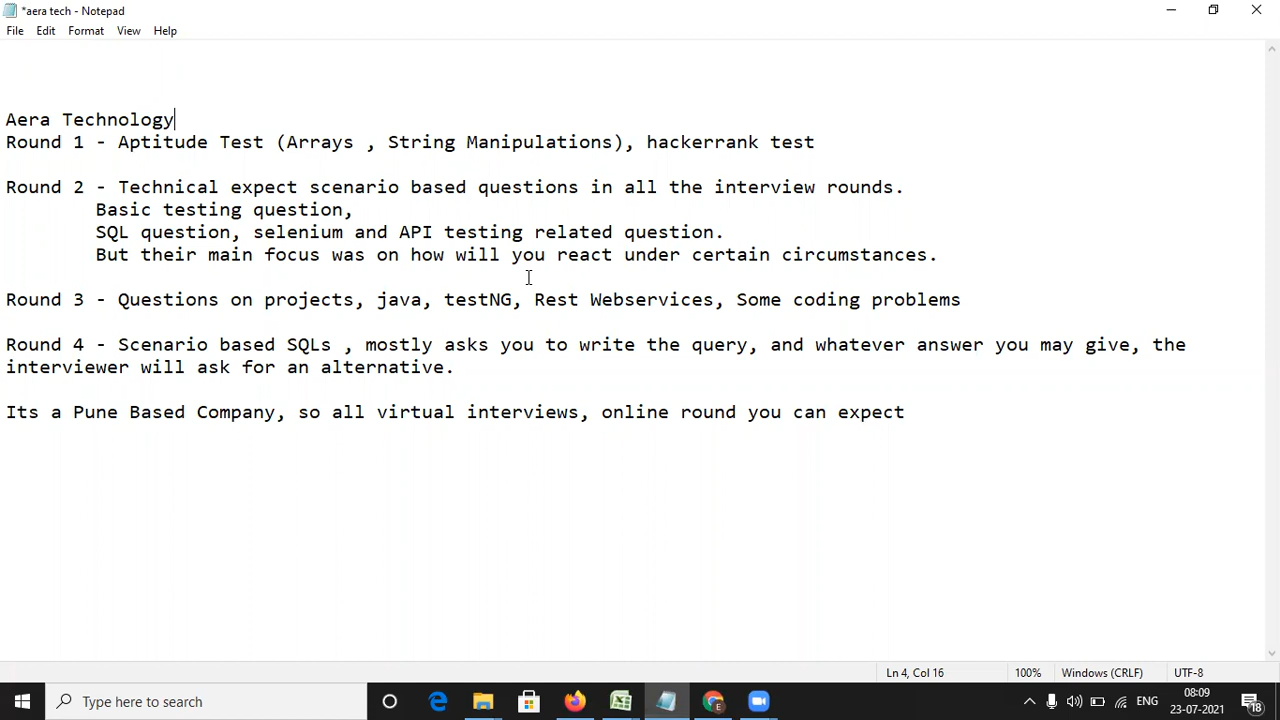 *aera tech - Notepad
File Edit Format View Help
Aera Technology
Round 1 - Aptitude Test (Arrays , String Manipulations), hackerrank test
Round 2 - Technical expect scenario based questions in all the interview rounds.
Basic testing question,
SQL question, selenium and API testing related question.
But their main focus was on how will you react under certain circumstances.
Round 3 - Questions on projects, java, testNG, Rest Webservices, Some coding problems
Round 4 - Scenario based SQLs , mostly asks you to write the query, and whatever answer you may give, the
interviewer will ask for an alternative.
Its a Pune Based Company, so all virtual interviews, online round you can expect
Ln 4, Col 16 100% Windows (CRLF) UTF-8
Type here to search ENG 08:09
23-07-2021 18